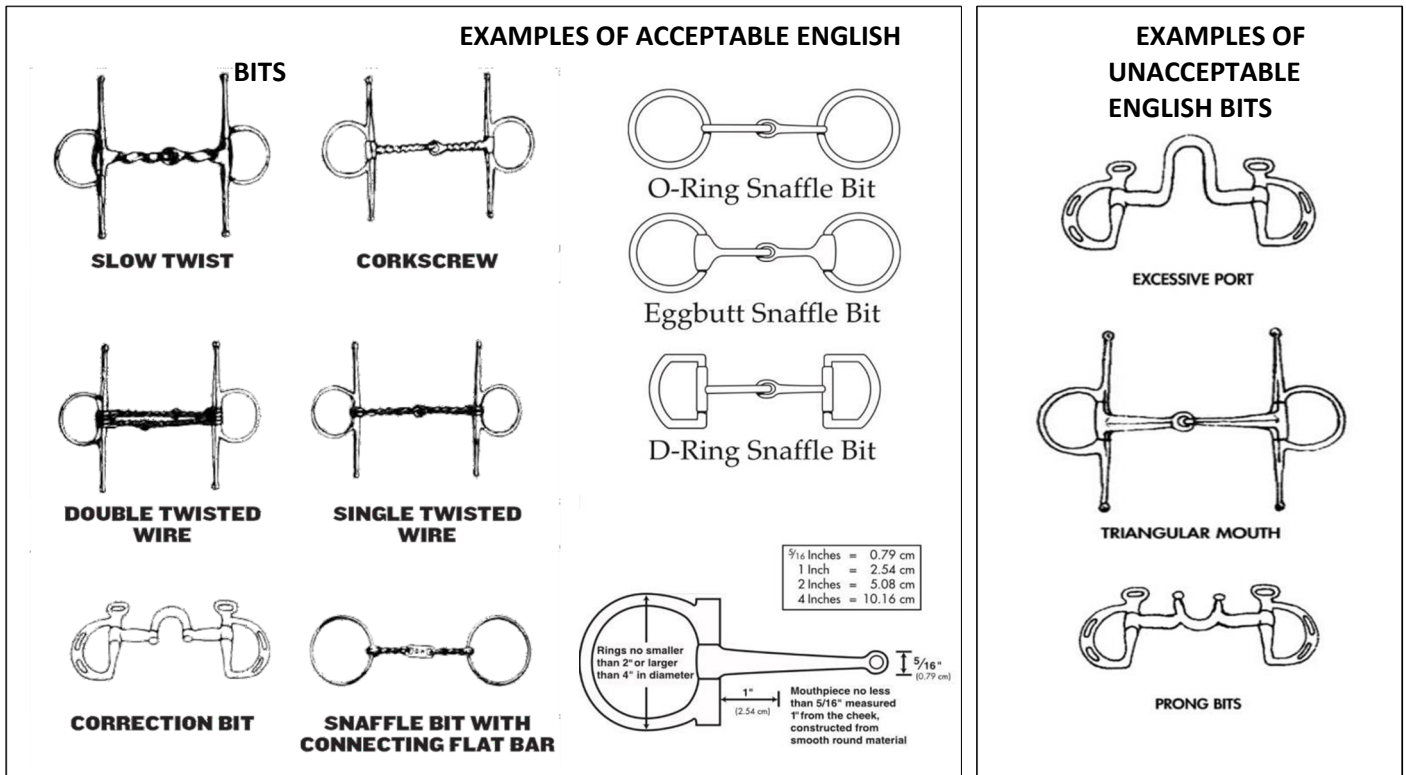 EXAMPLES OF ACCEPTABLE ENGLISH
BITS
SLOW TWIST
CORKSCREW
DOUBLE TWISTED
WIRE
SINGLE TWISTED
WIRE
CORRECTION BIT
SNAFFLE BIT WITH
CONNECTING FLAT BAR
O-Ring Snaffle Bit
Eggbutt Snaffle Bit
D-Ring Snaffle Bit
5/16 Inches = 0.79 cm
1 Inch = 2.54 cm
2 Inches = 5.08 cm
4 Inches = 10.16 cm
Rings no smaller
than 2" or larger
than 4" in diameter
1"
(2.54 cm)
5/16"
(0.79 cm)
Mouthpiece no less
than 5/16" measured
1" from the cheek,
constructed from
smooth round material
EXAMPLES OF
UNACCEPTABLE
ENGLISH BITS
EXCESSIVE PORT
TRIANGULAR MOUTH
PRONG BITS